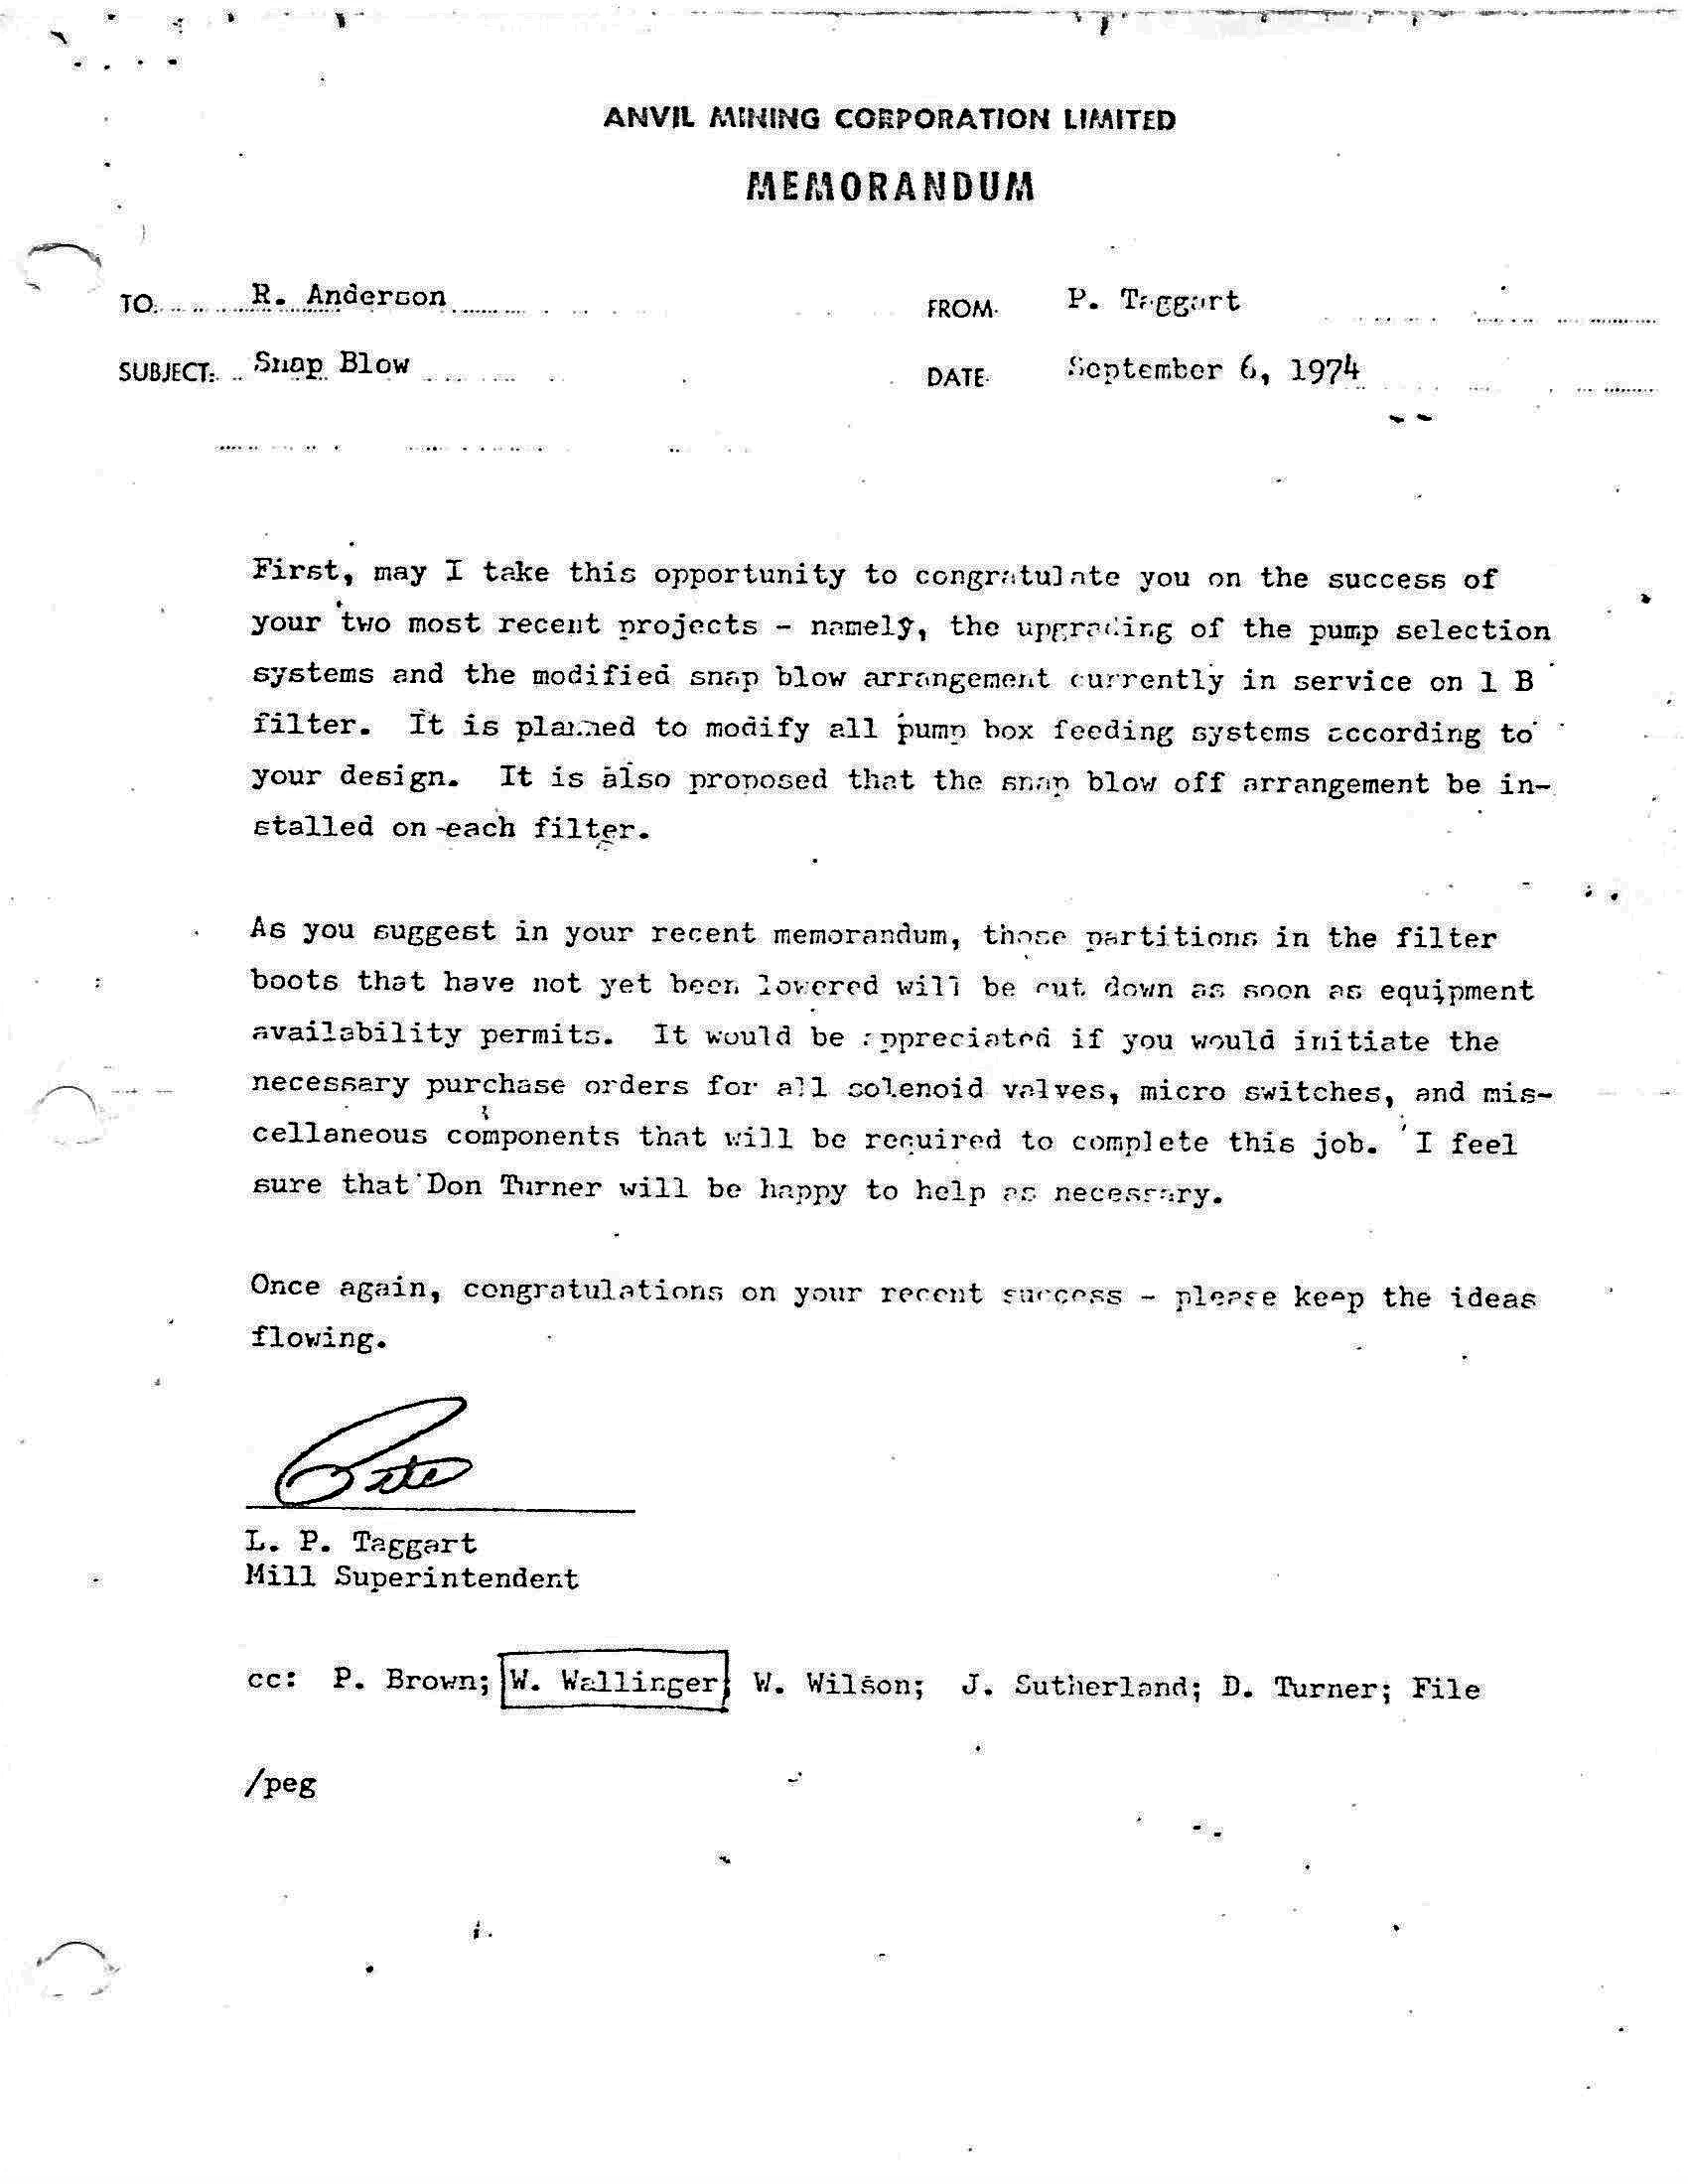 ANVIL MINING CORPORATION LIMITED
MEMORANDUM
TO: R. Anderson FROM: P. Taggart
SUBJECT: Snap Blow DATE: September 6, 1974
First, may I take this opportunity to congratulate you on the success of
your two most recent projects - namely, the upgrading of the pump selection
systems and the modified snap blow arrangement currently in service on 1 B
filter. It is planned to modify all pump box feeding systems according to
your design. It is also proposed that the snap blow off arrangement be in-
stalled on each filter.
As you suggest in your recent memorandum, those partitions in the filter
boots that have not yet been lowered will be cut down as soon as equipment
availability permits. It would be appreciated if you would initiate the
necessary purchase orders for all solenoid valves, micro switches, and mis-
cellaneous components that will be required to complete this job. I feel
sure that Don Turner will be happy to help as necessary.
Once again, congratulations on your recent success - please keep the ideas
flowing.
Pete
L. P. Taggart
Mill Superintendent
cc: P. Brown; W. Wallinger; W. Wilson; J. Sutherland; D. Turner; File
/peg